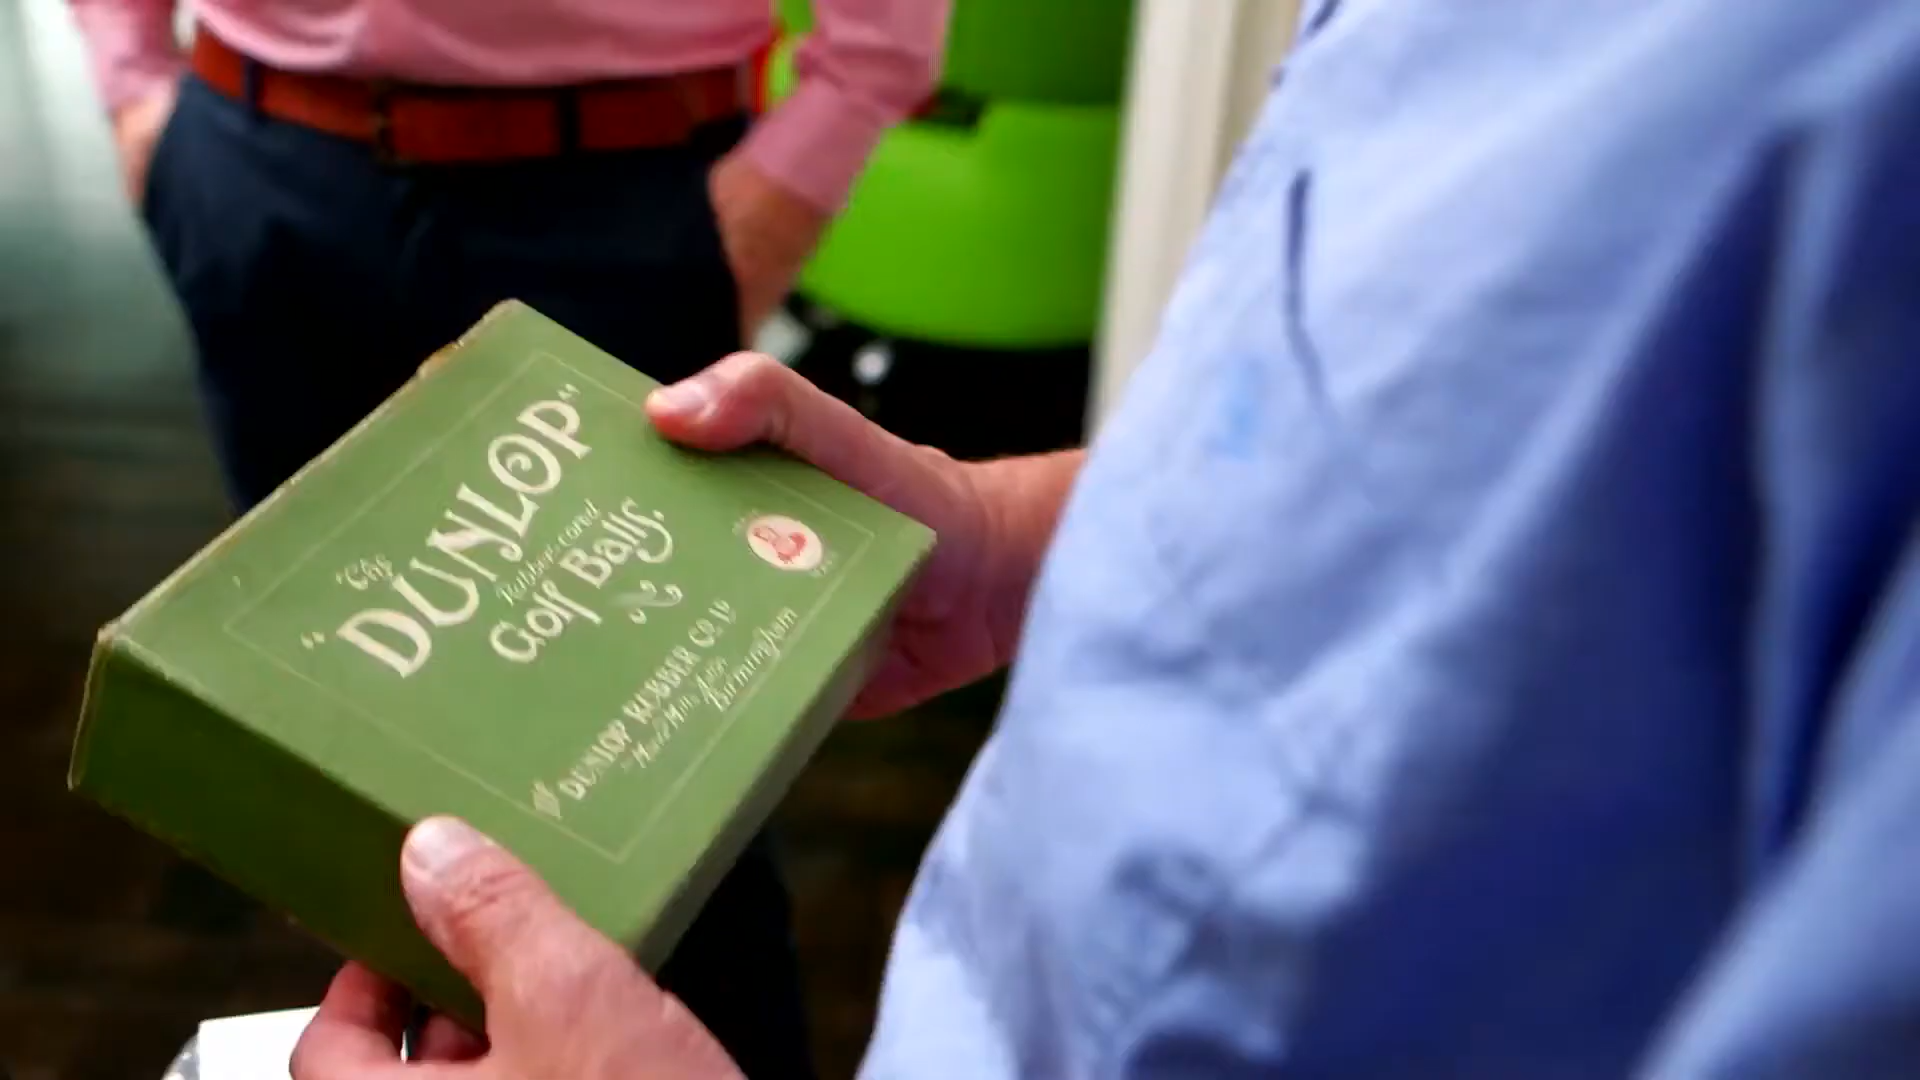 "The
DUNLOP"
Rubber-cored
Golf Balls.
DUNLOP RUBBER Co. Ld.
Birmingham